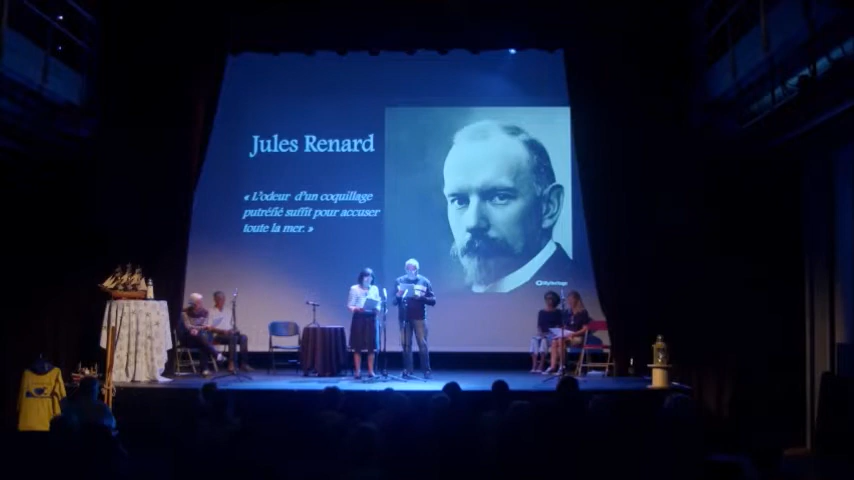 Jules Renard
« L'odeur d'un coquillage
putréfié suffit pour accuser
toute la mer. »